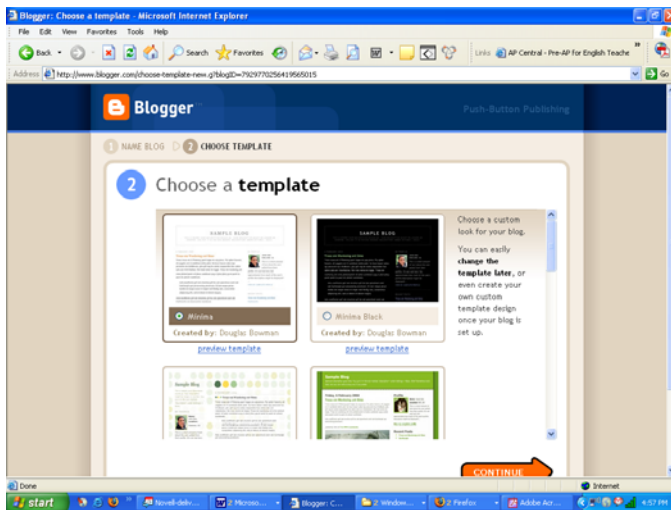 Blogger: Choose a template - Microsoft Internet Explorer
File Edit View Favorites Tools Help
Back Search Favorites Links AP Central - Pre-AP for English Teache
Address http://www.blogger.com/choose-template-new.g?blogID=7929770256419565015 Go
Blogger
Push-Button Publishing
1 NAME BLOG 2 CHOOSE TEMPLATE
2 Choose a template
SAMPLE BLOG
SAMPLE BLOG
Minima
Created by: Douglas Bowman
preview template
Minima Black
Created by: Douglas Bowman
preview template
Sample Blog
Sample Blog
Choose a custom
look for your blog.
You can easily
change the
template later, or
even create your
own custom
template design
once your blog is
set up.
CONTINUE
Done Internet
start Novell-deliv... 2 Microso... Blogger: C... 2 Window... 2 Firefox Adobe Acr... 4:57 PM